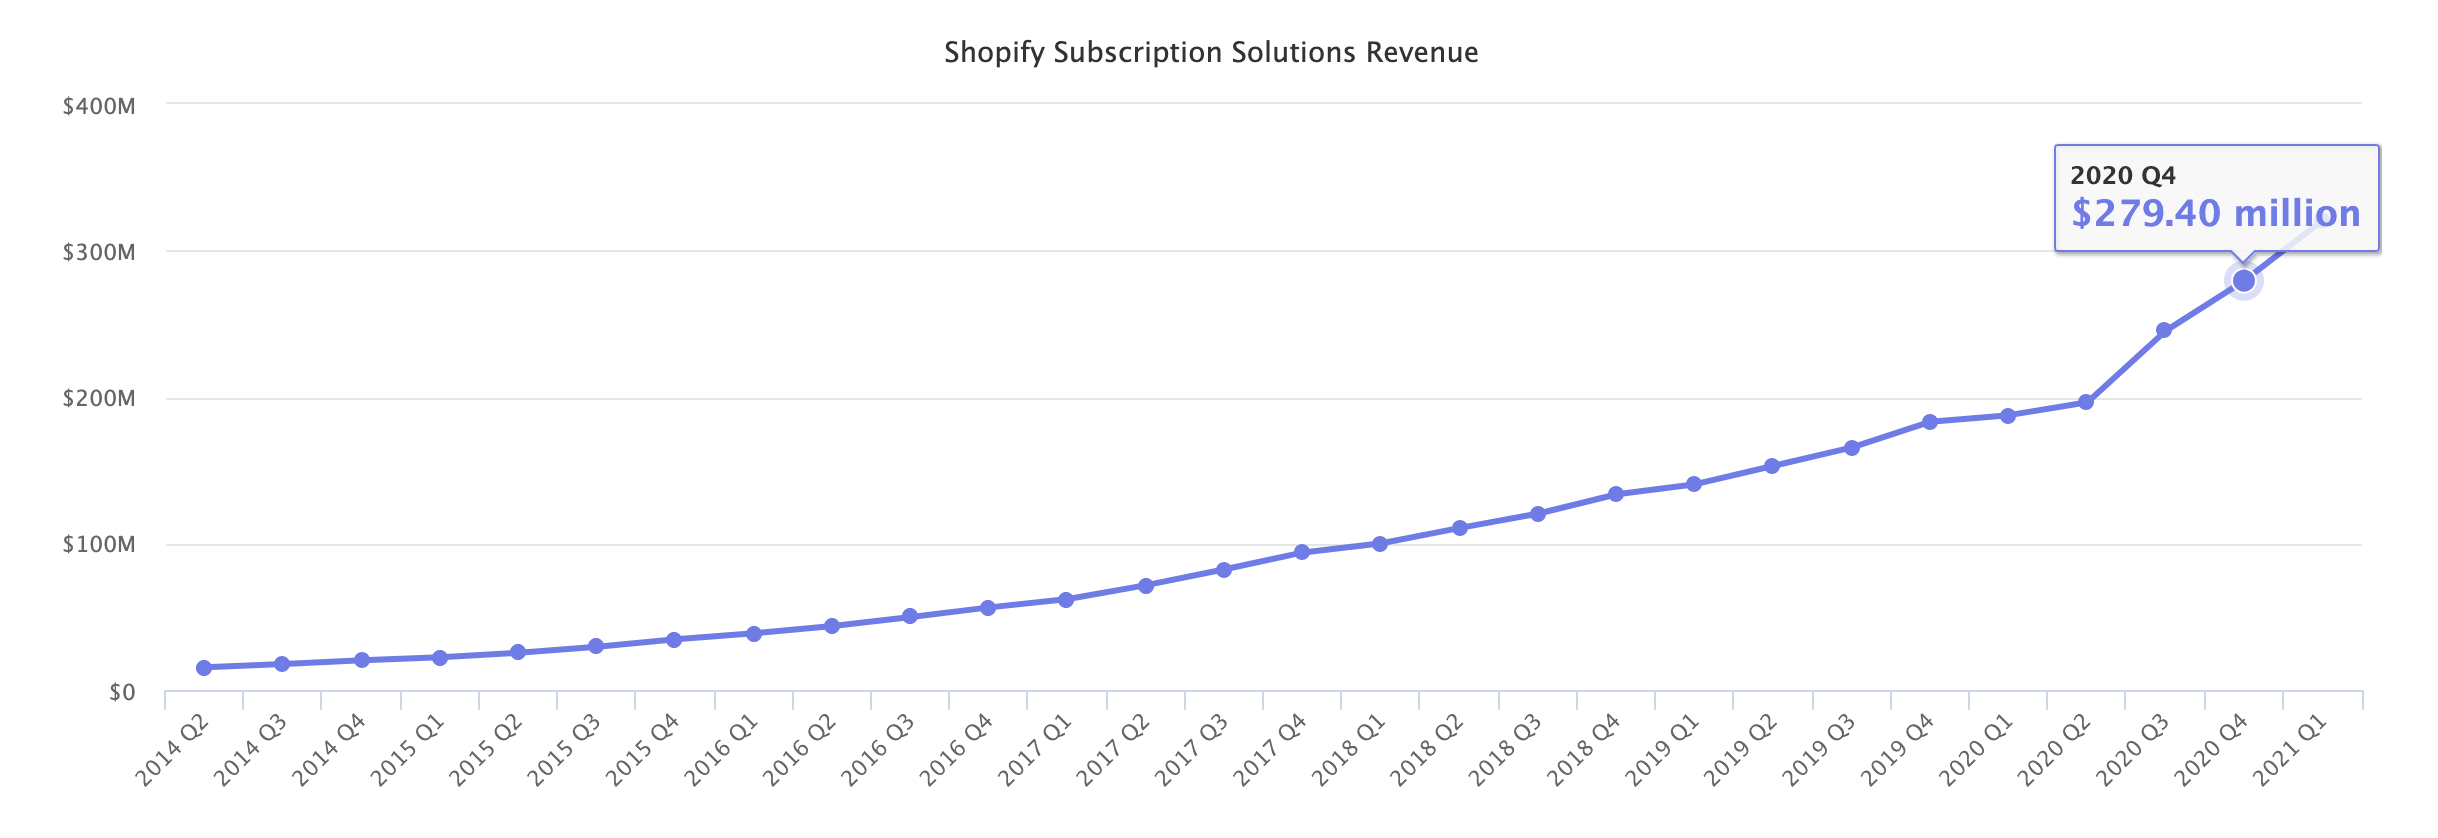 Shopify Subscription Solutions Revenue
$400M
$300M
$200M
$100M
$0
2020 Q4
$279.40 million
2014 Q2
2014 Q3
2014 Q4
2015 Q1
2015 Q2
2015 Q3
2015 Q4
2016 Q1
2016 Q2
2016 Q3
2016 Q4
2017 Q1
2017 Q2
2017 Q3
2017 Q4
2018 Q1
2018 Q2
2018 Q3
2018 Q4
2019 Q1
2019 Q2
2019 Q3
2019 Q4
2020 Q1
2020 Q2
2020 Q3
2020 Q4
2021 Q1